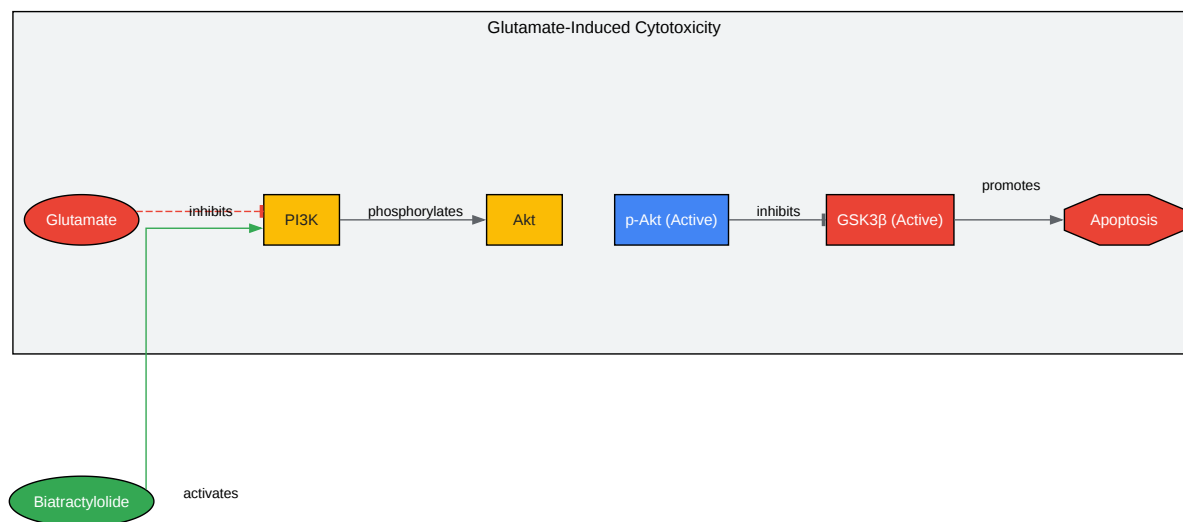 Glutamate-Induced Cytotoxicity
promotes
Glutamate
inhibits
PI3K
phosphorylates
Akt
p-Akt (Active)
inhibits
GSK3β (Active)
Apoptosis
Biatractylolide
activates